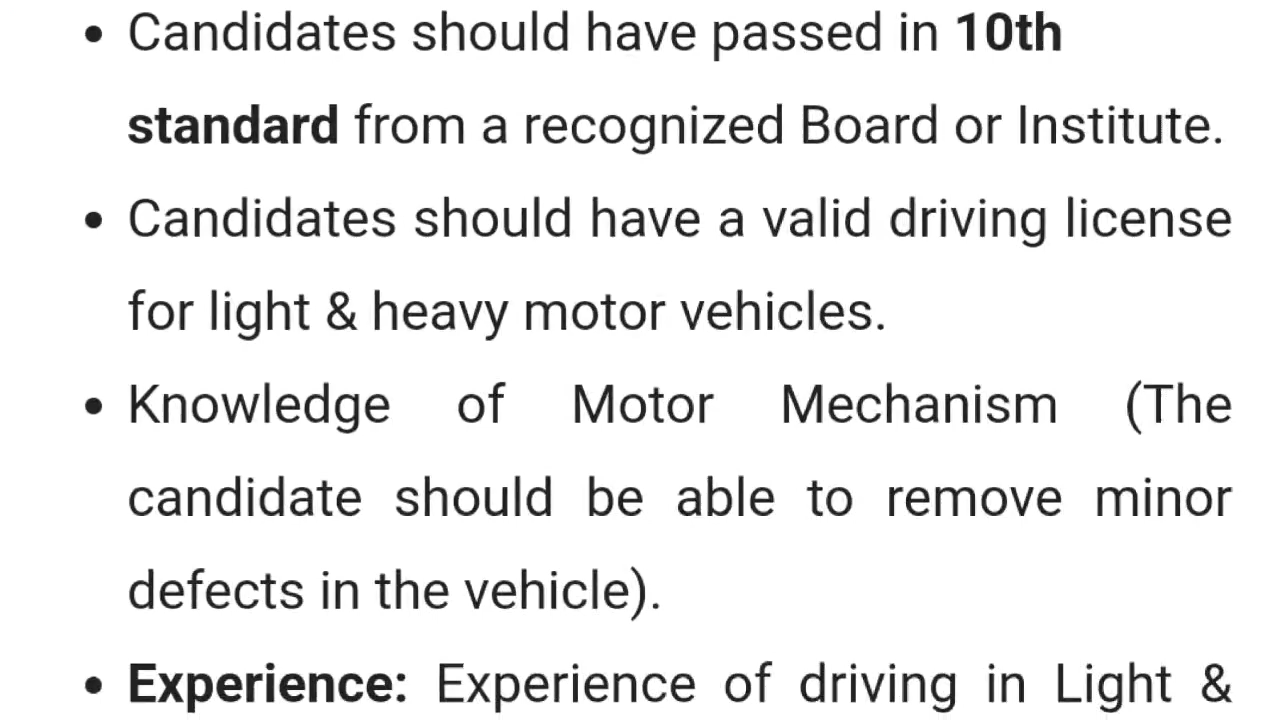 • Candidates should have passed in 10th
standard from a recognized Board or Institute.
• Candidates should have a valid driving license
for light & heavy motor vehicles.
• Knowledge of Motor Mechanism (The
candidate should be able to remove minor
defects in the vehicle).
• Experience: Experience of driving in Light &